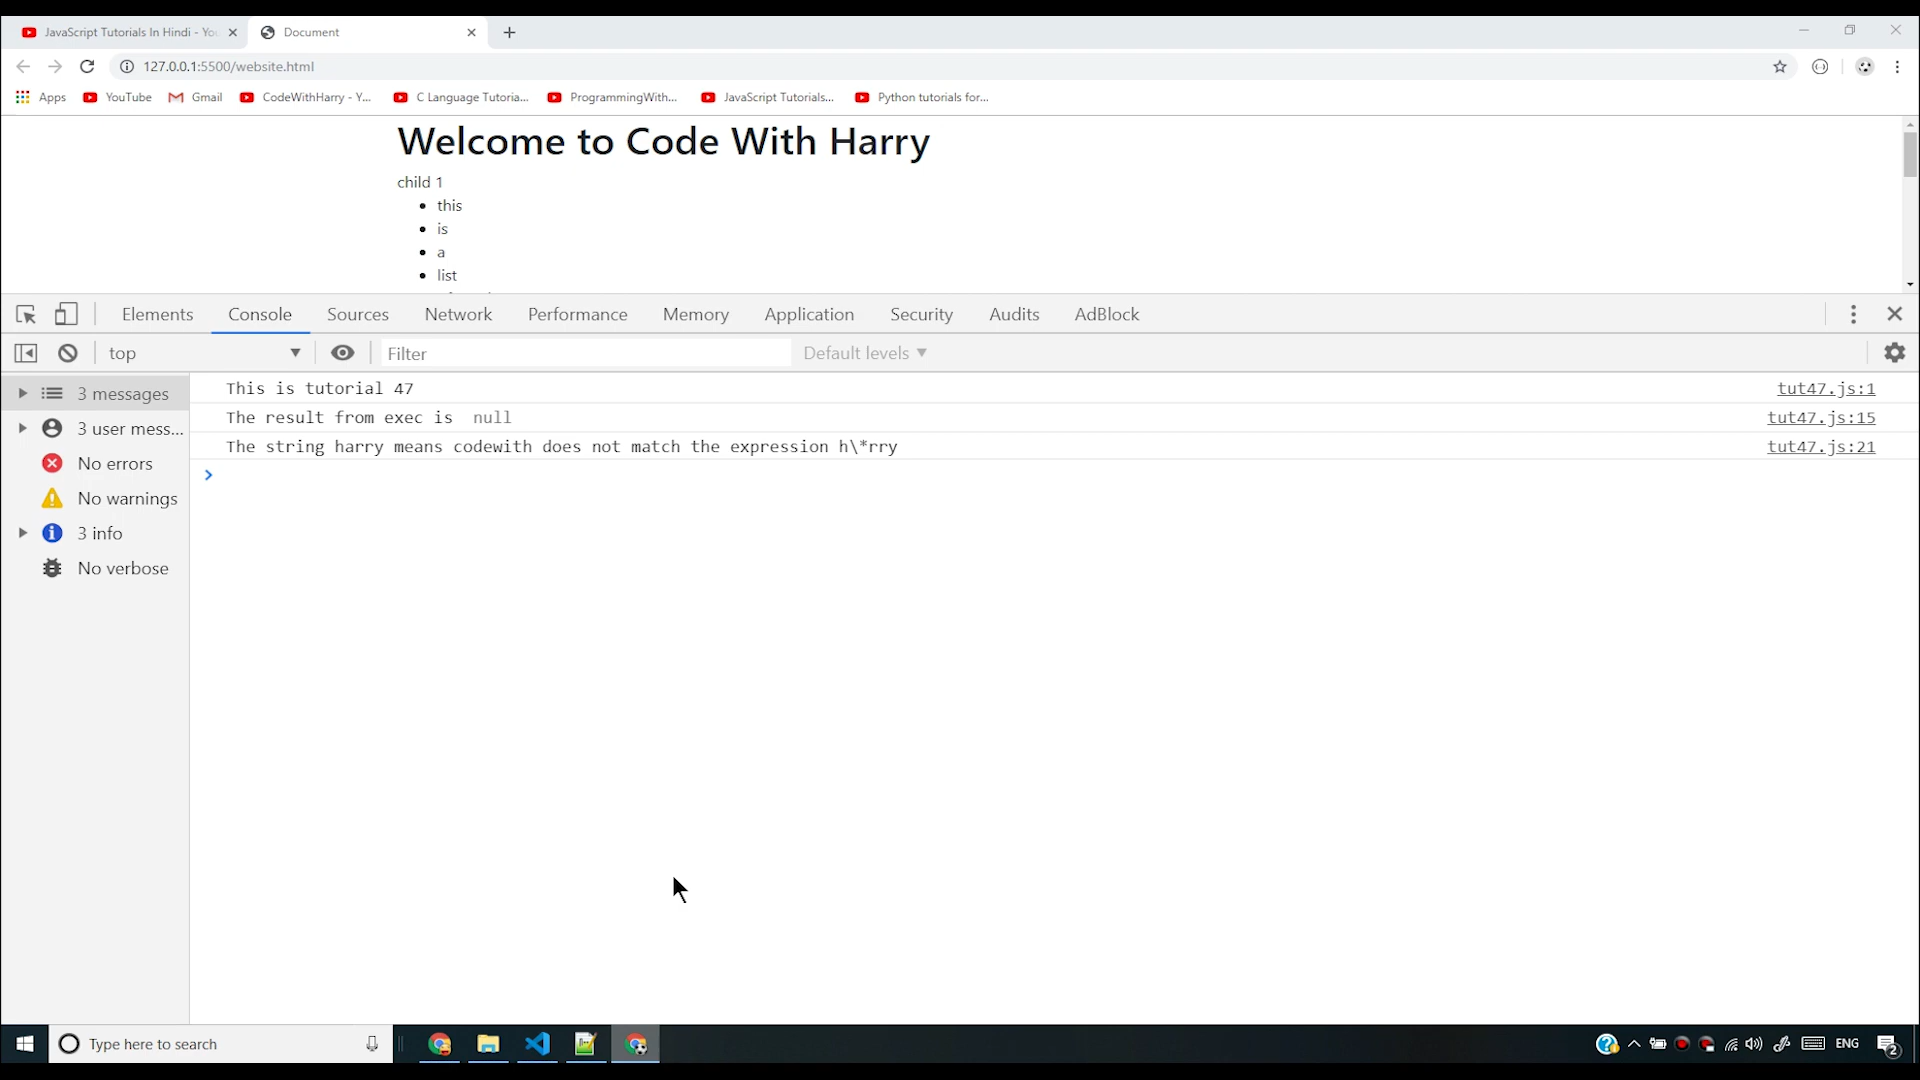 JavaScript Tutorials In Hindi - Yo
Document
127.0.0.1:5500/website.html
Apps
YouTube
Gmail
CodeWithHarry - Y...
C Language Tutoria...
ProgrammingWith...
JavaScript Tutorials...
Python tutorials for...
Welcome to Code With Harry
child 1
this
is
a
list
Elements
Console
Sources
Network
Performance
Memory
Application
Security
Audits
AdBlock
top
Filter
Default levels
3 messages
3 user mess...
No errors
No warnings
3 info
No verbose
This is tutorial 47 tut47.js:1
The result from exec is null tut47.js:15
The string harry means codewith does not match the expression h\*rry tut47.js:21
Type here to search
ENG
2